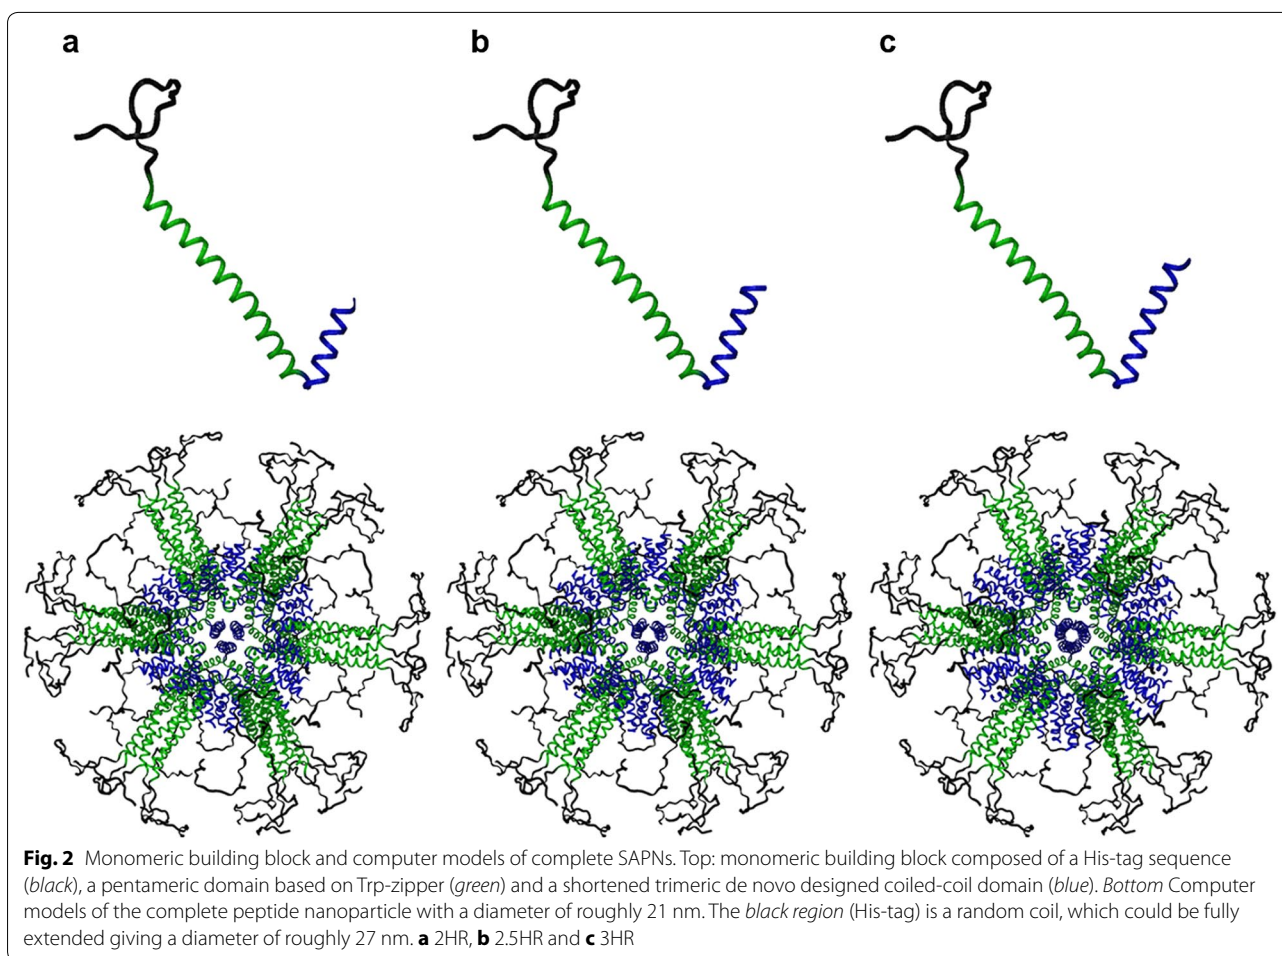 a b c
Fig. 2 Monomeric building block and computer models of complete SAPNs. Top: monomeric building block composed of a His-tag sequence
(black), a pentameric domain based on Trp-zipper (green) and a shortened trimeric de novo designed coiled-coil domain (blue). Bottom Computer
models of the complete peptide nanoparticle with a diameter of roughly 21 nm. The black region (His-tag) is a random coil, which could be fully
extended giving a diameter of roughly 27 nm. a 2HR, b 2.5HR and c 3HR